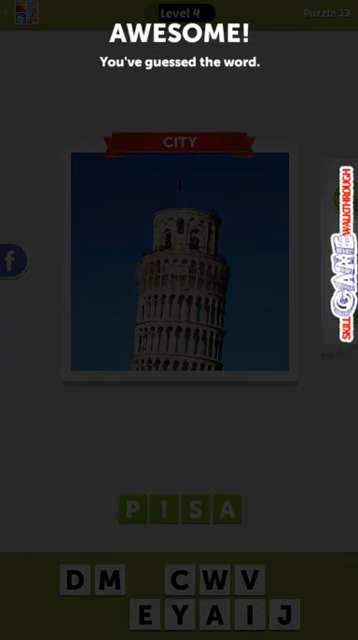 Level 4
Puzzle 33
AWESOME!
You've guessed the word.
CITY
f
SKILL GAME WALKTHROUGH
P I S A
D M C W V
E Y A I J